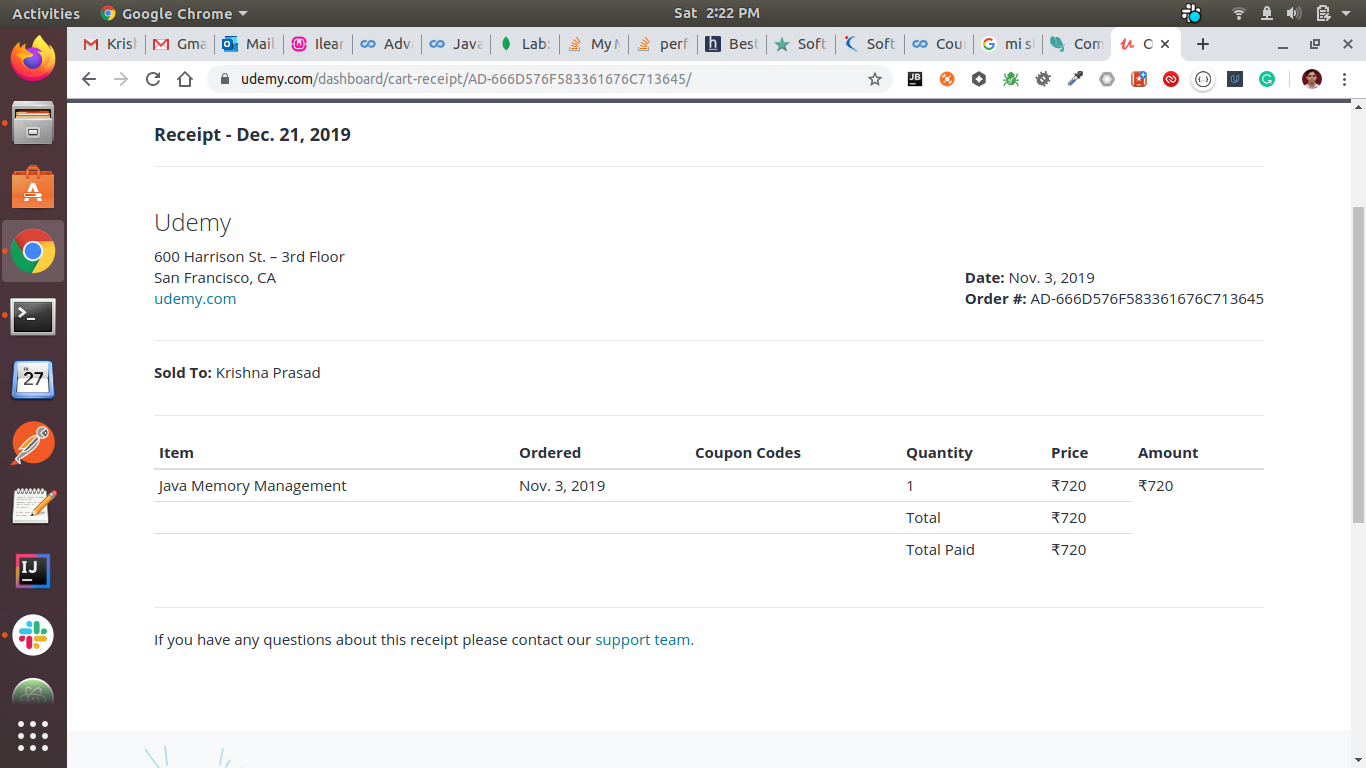 Activities Google Chrome Sat 2:22 PM
Kris Gma Mail Ilear Adv Java Lab: My N perf Best Soft Soft Cour mi s Com
udemy.com/dashboard/cart-receipt/AD-666D576F583361676C713645/
JB
Receipt - Dec. 21, 2019
Udemy
600 Harrison St. – 3rd Floor
San Francisco, CA
Date: Nov. 3, 2019
udemy.com
Order #: AD-666D576F583361676C713645
27
Sold To: Krishna Prasad
Item Ordered Coupon Codes Quantity Price Amount
Java Memory Management Nov. 3, 2019 1 ₹720 ₹720
Total ₹720
Total Paid ₹720
IJ
If you have any questions about this receipt please contact our support team.